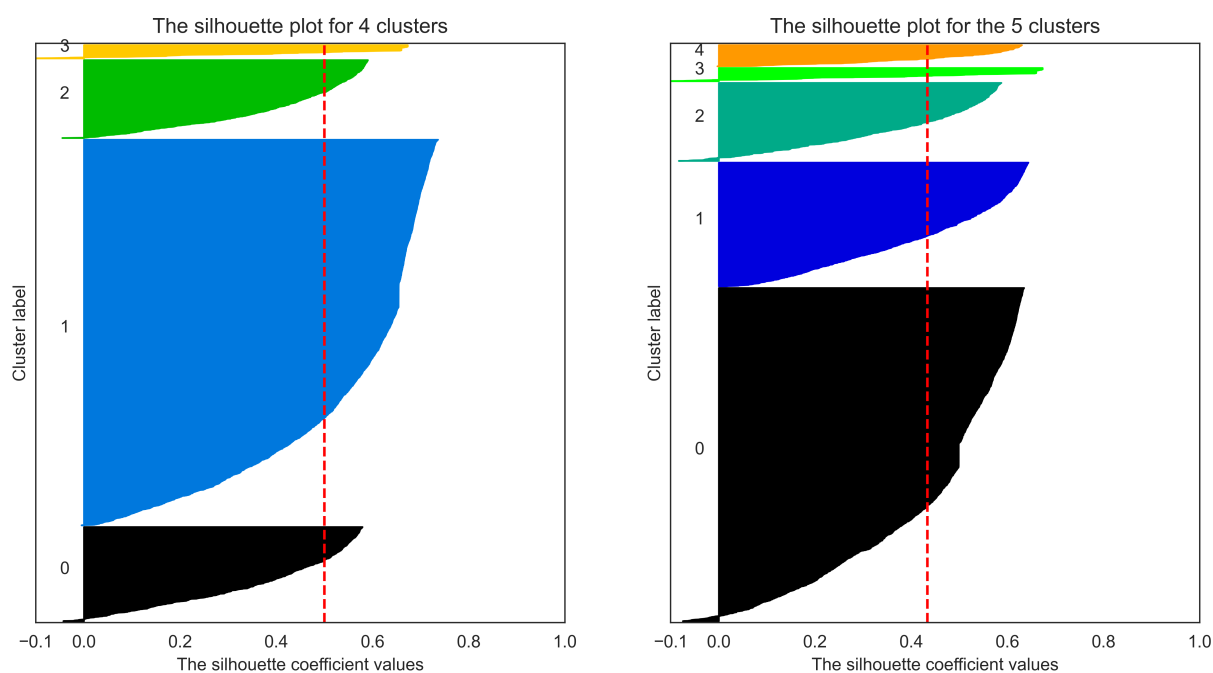 The silhouette plot for 4 clusters
3
2
1
0
Cluster label
−0.1 0.0 0.2 0.4 0.6 0.8 1.0
The silhouette coefficient values
The silhouette plot for the 5 clusters
4
3
2
1
0
Cluster label
−0.1 0.0 0.2 0.4 0.6 0.8 1.0
The silhouette coefficient values